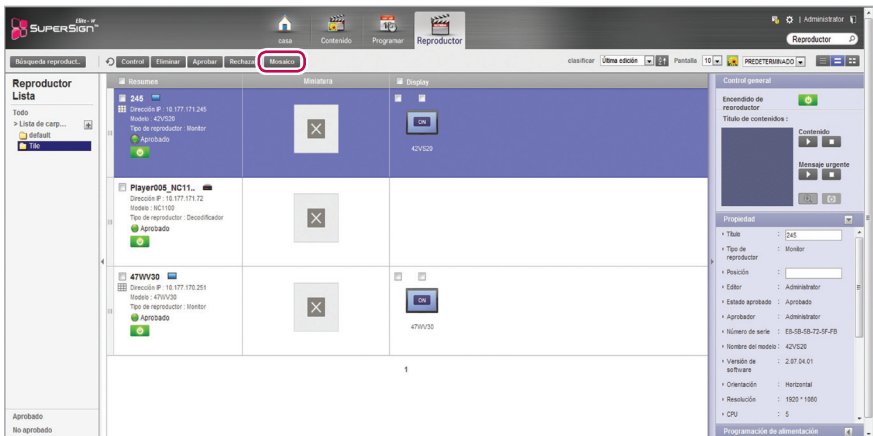 Elite - W
SUPERSIGN™
casa
Contenido
Programar
Reproductor
Administrator
Reproductor
Búsqueda reproduct..
Control
Eliminar
Aprobar
Rechaza
Mosaico
clasificar
Última edición
Pantalla
10
PREDETERMINADO
Reproductor
Lista
Todo
> Lista de carp...
default
Tile
Aprobado
No aprobado
Resumen
Miniatura
Display
245
Dirección IP : 10.177.171.245
Modelo : 42VS20
Tipo de reproductor : Monitor
Aprobado
ON
42VS20
Player005_NC11..
Dirección IP : 10.177.171.72
Modelo : NC1100
Tipo de reproductor : Decodificador
Aprobado
47WV30
Dirección IP : 10.177.170.251
Modelo : 47WV30
Tipo de reproductor : Monitor
Aprobado
ON
47WV30
1
Control general
Encendido de
reproductor
Título de contenidos :
Contenido
Mensaje urgente
Propiedad
Título : 245
Tipo de
reproductor : Monitor
Posición :
Editor : Administrator
Estado aprobado : Aprobado
Aprobador : Administrator
Número de serie : E8-5B-5B-72-5F-FB
Nombre del modelo : 42VS20
Versión de
software : 2.07.04.01
Orientación : Horizontal
Resolución : 1920 * 1080
CPU : 5
Programación de alimentación